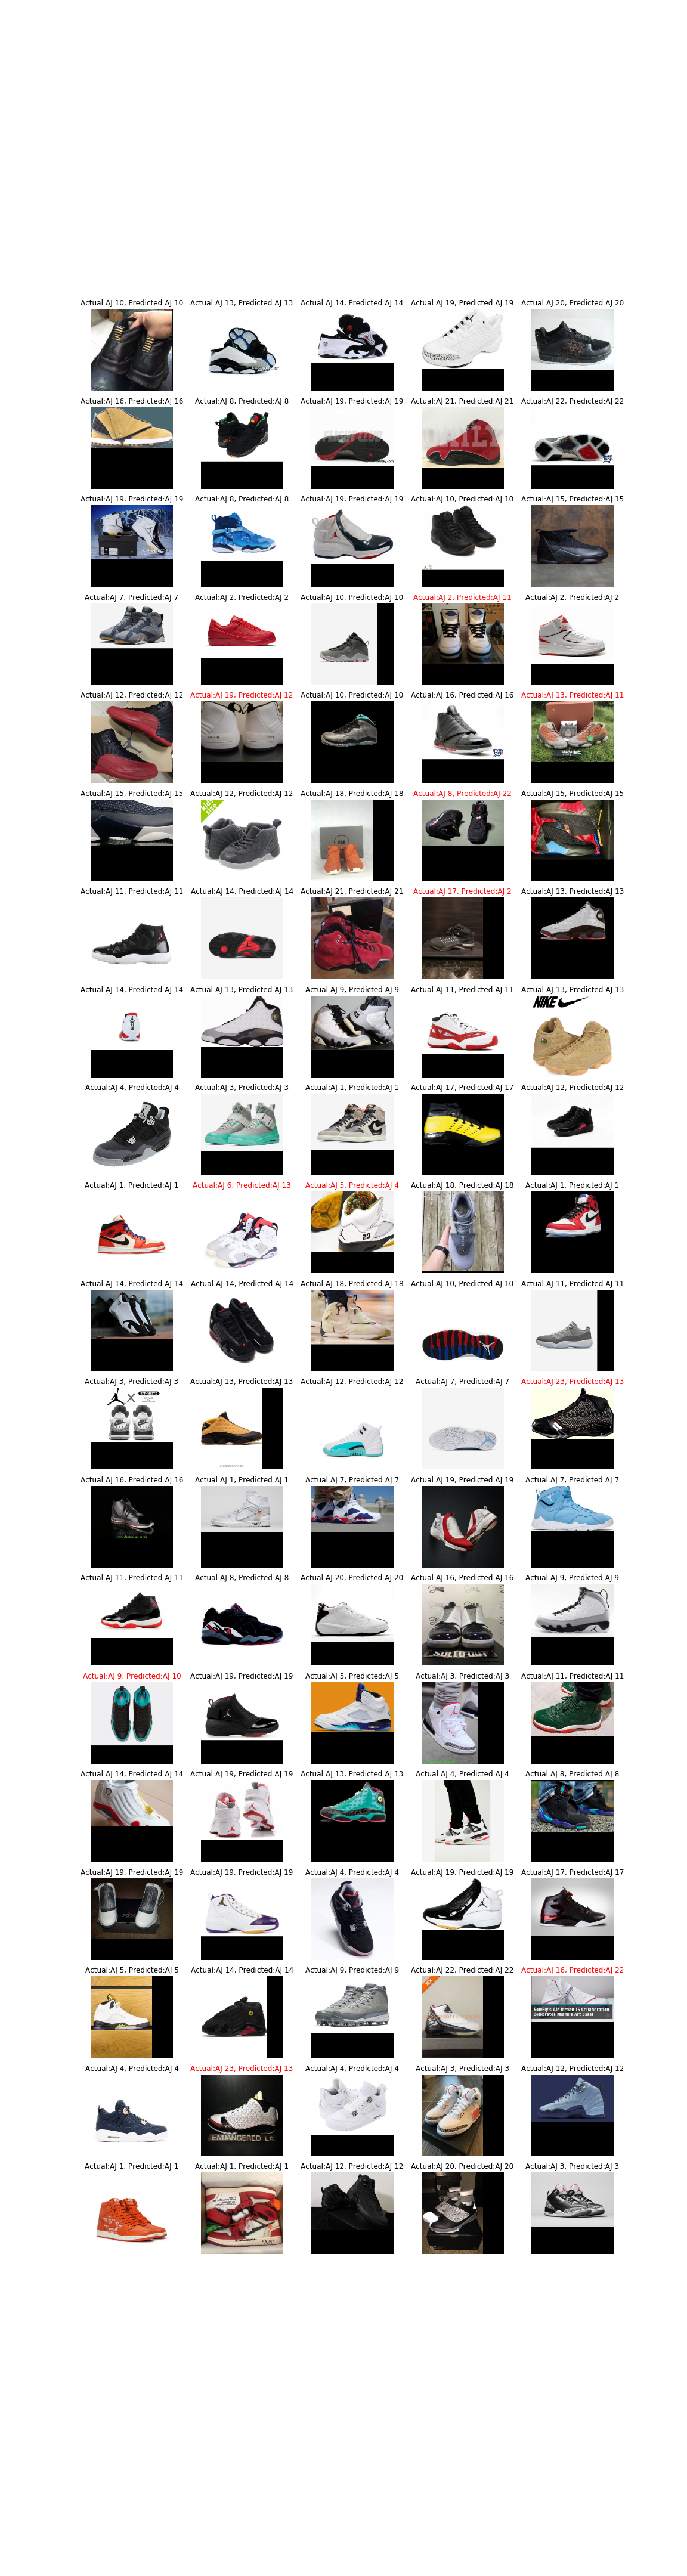 Actual:AJ 10, Predicted:AJ 10 Actual:AJ 13, Predicted:AJ 13 Actual:AJ 14, Predicted:AJ 14 Actual:AJ 19, Predicted:AJ 19 Actual:AJ 20, Predicted:AJ 20
Actual:AJ 16, Predicted:AJ 16 Actual:AJ 8, Predicted:AJ 8 Actual:AJ 19, Predicted:AJ 19 Actual:AJ 21, Predicted:AJ 21 Actual:AJ 22, Predicted:AJ 22
Actual:AJ 19, Predicted:AJ 19 Actual:AJ 8, Predicted:AJ 8 Actual:AJ 19, Predicted:AJ 19 Actual:AJ 10, Predicted:AJ 10 Actual:AJ 15, Predicted:AJ 15
Actual:AJ 7, Predicted:AJ 7 Actual:AJ 2, Predicted:AJ 2 Actual:AJ 10, Predicted:AJ 10 Actual:AJ 2, Predicted:AJ 11 Actual:AJ 2, Predicted:AJ 2
Actual:AJ 12, Predicted:AJ 12 Actual:AJ 19, Predicted:AJ 12 Actual:AJ 10, Predicted:AJ 10 Actual:AJ 16, Predicted:AJ 16 Actual:AJ 13, Predicted:AJ 11
Actual:AJ 15, Predicted:AJ 15 Actual:AJ 12, Predicted:AJ 12 Actual:AJ 18, Predicted:AJ 18 Actual:AJ 8, Predicted:AJ 22 Actual:AJ 15, Predicted:AJ 15
Actual:AJ 11, Predicted:AJ 11 Actual:AJ 14, Predicted:AJ 14 Actual:AJ 21, Predicted:AJ 21 Actual:AJ 17, Predicted:AJ 2 Actual:AJ 13, Predicted:AJ 13
Actual:AJ 14, Predicted:AJ 14 Actual:AJ 13, Predicted:AJ 13 Actual:AJ 9, Predicted:AJ 9 Actual:AJ 11, Predicted:AJ 11 Actual:AJ 13, Predicted:AJ 13
NIKE
Actual:AJ 4, Predicted:AJ 4 Actual:AJ 3, Predicted:AJ 3 Actual:AJ 1, Predicted:AJ 1 Actual:AJ 17, Predicted:AJ 17 Actual:AJ 12, Predicted:AJ 12
Actual:AJ 1, Predicted:AJ 1 Actual:AJ 6, Predicted:AJ 13 Actual:AJ 5, Predicted:AJ 4 Actual:AJ 18, Predicted:AJ 18 Actual:AJ 1, Predicted:AJ 1
23
Actual:AJ 14, Predicted:AJ 14 Actual:AJ 14, Predicted:AJ 14 Actual:AJ 18, Predicted:AJ 18 Actual:AJ 10, Predicted:AJ 10 Actual:AJ 11, Predicted:AJ 11
Actual:AJ 3, Predicted:AJ 3 Actual:AJ 13, Predicted:AJ 13 Actual:AJ 12, Predicted:AJ 12 Actual:AJ 7, Predicted:AJ 7 Actual:AJ 23, Predicted:AJ 13
Actual:AJ 16, Predicted:AJ 16 Actual:AJ 1, Predicted:AJ 1 Actual:AJ 7, Predicted:AJ 7 Actual:AJ 19, Predicted:AJ 19 Actual:AJ 7, Predicted:AJ 7
Actual:AJ 11, Predicted:AJ 11 Actual:AJ 8, Predicted:AJ 8 Actual:AJ 20, Predicted:AJ 20 Actual:AJ 16, Predicted:AJ 16 Actual:AJ 9, Predicted:AJ 9
Actual:AJ 9, Predicted:AJ 10 Actual:AJ 19, Predicted:AJ 19 Actual:AJ 5, Predicted:AJ 5 Actual:AJ 3, Predicted:AJ 3 Actual:AJ 11, Predicted:AJ 11
Actual:AJ 14, Predicted:AJ 14 Actual:AJ 19, Predicted:AJ 19 Actual:AJ 13, Predicted:AJ 13 Actual:AJ 4, Predicted:AJ 4 Actual:AJ 8, Predicted:AJ 8
Actual:AJ 19, Predicted:AJ 19 Actual:AJ 19, Predicted:AJ 19 Actual:AJ 4, Predicted:AJ 4 Actual:AJ 19, Predicted:AJ 19 Actual:AJ 17, Predicted:AJ 17
Actual:AJ 5, Predicted:AJ 5 Actual:AJ 14, Predicted:AJ 14 Actual:AJ 9, Predicted:AJ 9 Actual:AJ 22, Predicted:AJ 22 Actual:AJ 16, Predicted:AJ 22
Air Jordan 16 Collaboration
Celebrates Miami's Art Basel
Actual:AJ 4, Predicted:AJ 4 Actual:AJ 23, Predicted:AJ 13 Actual:AJ 4, Predicted:AJ 4 Actual:AJ 3, Predicted:AJ 3 Actual:AJ 12, Predicted:AJ 12
ENDANGERED LA
Actual:AJ 1, Predicted:AJ 1 Actual:AJ 1, Predicted:AJ 1 Actual:AJ 12, Predicted:AJ 12 Actual:AJ 20, Predicted:AJ 20 Actual:AJ 3, Predicted:AJ 3